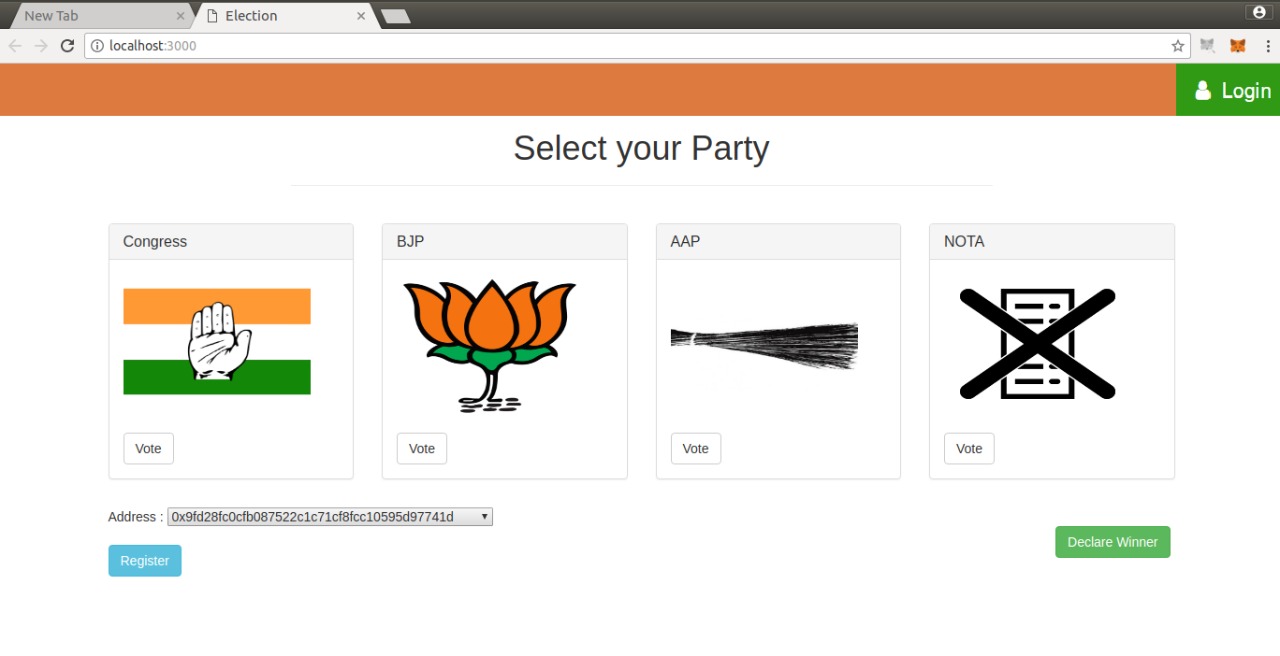 New Tab
Election
localhost:3000
Login
Select your Party
Congress
BJP
AAP
NOTA
Vote
Vote
Vote
Vote
Address : 0x9fd28fc0cfb087522c1c71cf8fcc10595d97741d
Declare Winner
Register